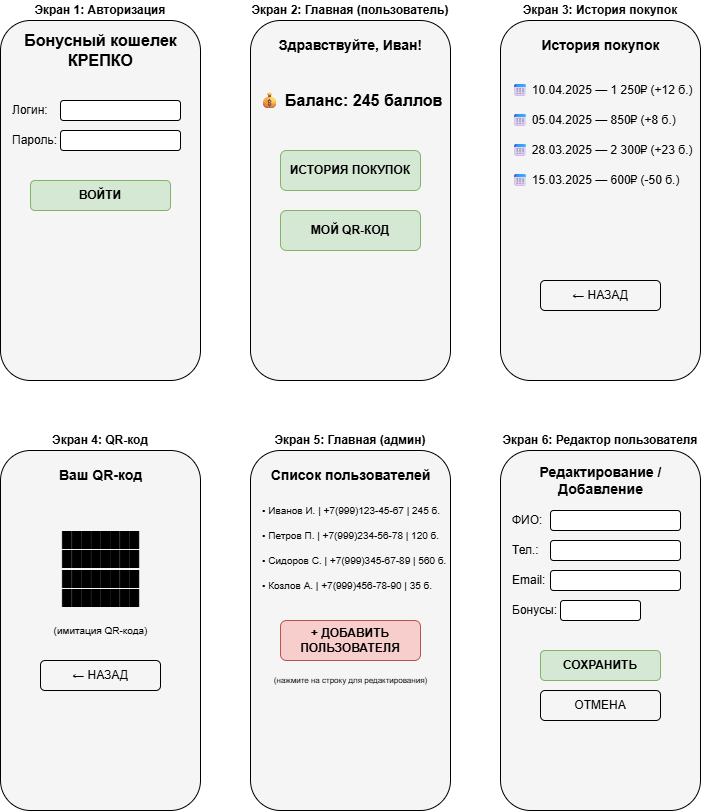 Экран 1: Авторизация
Бонусный кошелек
КРЕПКО
Логин:
Пароль:
ВОЙТИ
Экран 2: Главная (пользователь)
Здравствуйте, Иван!
💰 Баланс: 245 баллов
ИСТОРИЯ ПОКУПОК
МОЙ QR-КОД
Экран 3: История покупок
История покупок
📅 10.04.2025 — 1 250₽ (+12 б.)
📅 05.04.2025 — 850₽ (+8 б.)
📅 28.03.2025 — 2 300₽ (+23 б.)
📅 15.03.2025 — 600₽ (-50 б.)
← НАЗАД
Экран 4: QR-код
Ваш QR-код
(имитация QR-кода)
← НАЗАД
Экран 5: Главная (админ)
Список пользователей
• Иванов И. | +7(999)123-45-67 | 245 б.
• Петров П. | +7(999)234-56-78 | 120 б.
• Сидоров С. | +7(999)345-67-89 | 560 б.
• Козлов А. | +7(999)456-78-90 | 35 б.
+ ДОБАВИТЬ
ПОЛЬЗОВАТЕЛЯ
(нажмите на строку для редактирования)
Экран 6: Редактор пользователя
Редактирование /
Добавление
ФИО:
Тел.:
Email:
Бонусы:
СОХРАНИТЬ
ОТМЕНА